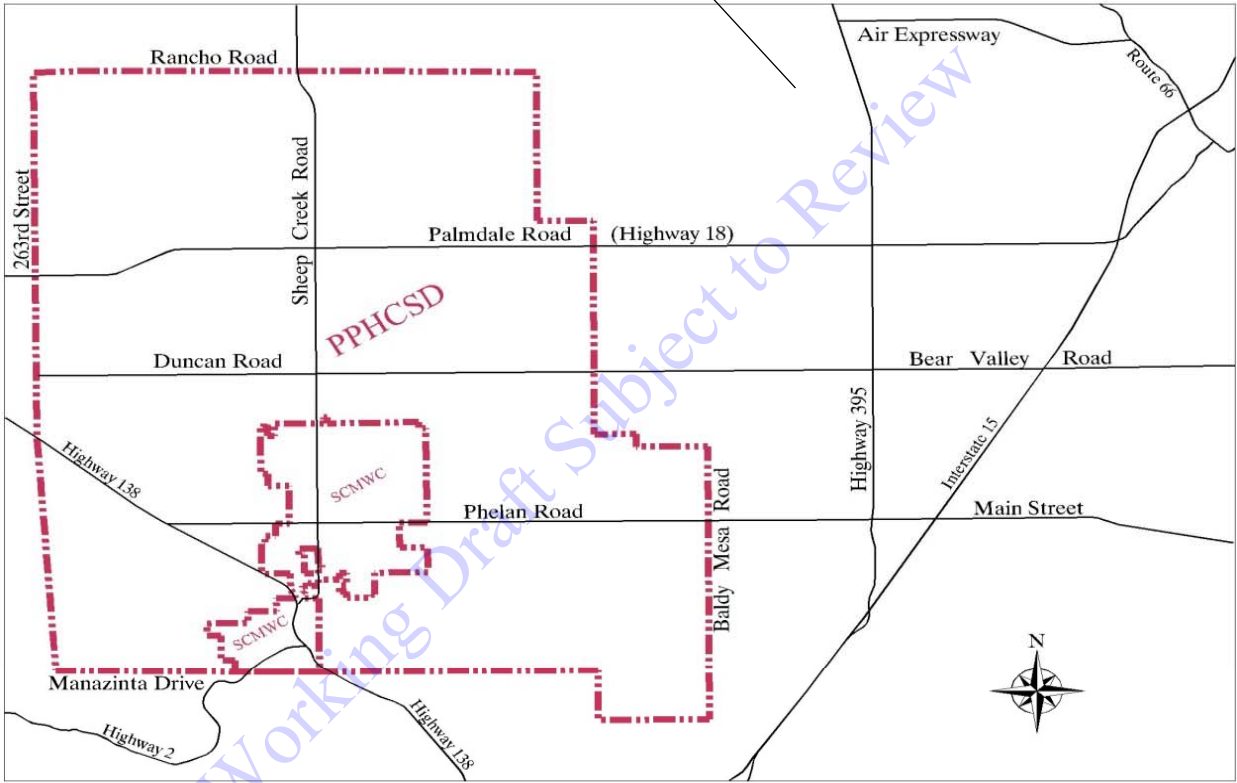 Air Expressway
Rancho Road
Route 66
Sheep Creek Road
263rd Street
Palmdale Road (Highway 18)
PPHCSD
Duncan Road
Bear Valley Road
Highway 395
Highway 138
SCMWC
Interstate 15
Phelan Road
Main Street
Baldy Mesa Road
SCMWC
N
Manazinta Drive
Highway 2
Highway 138
Working Draft Subject to Review